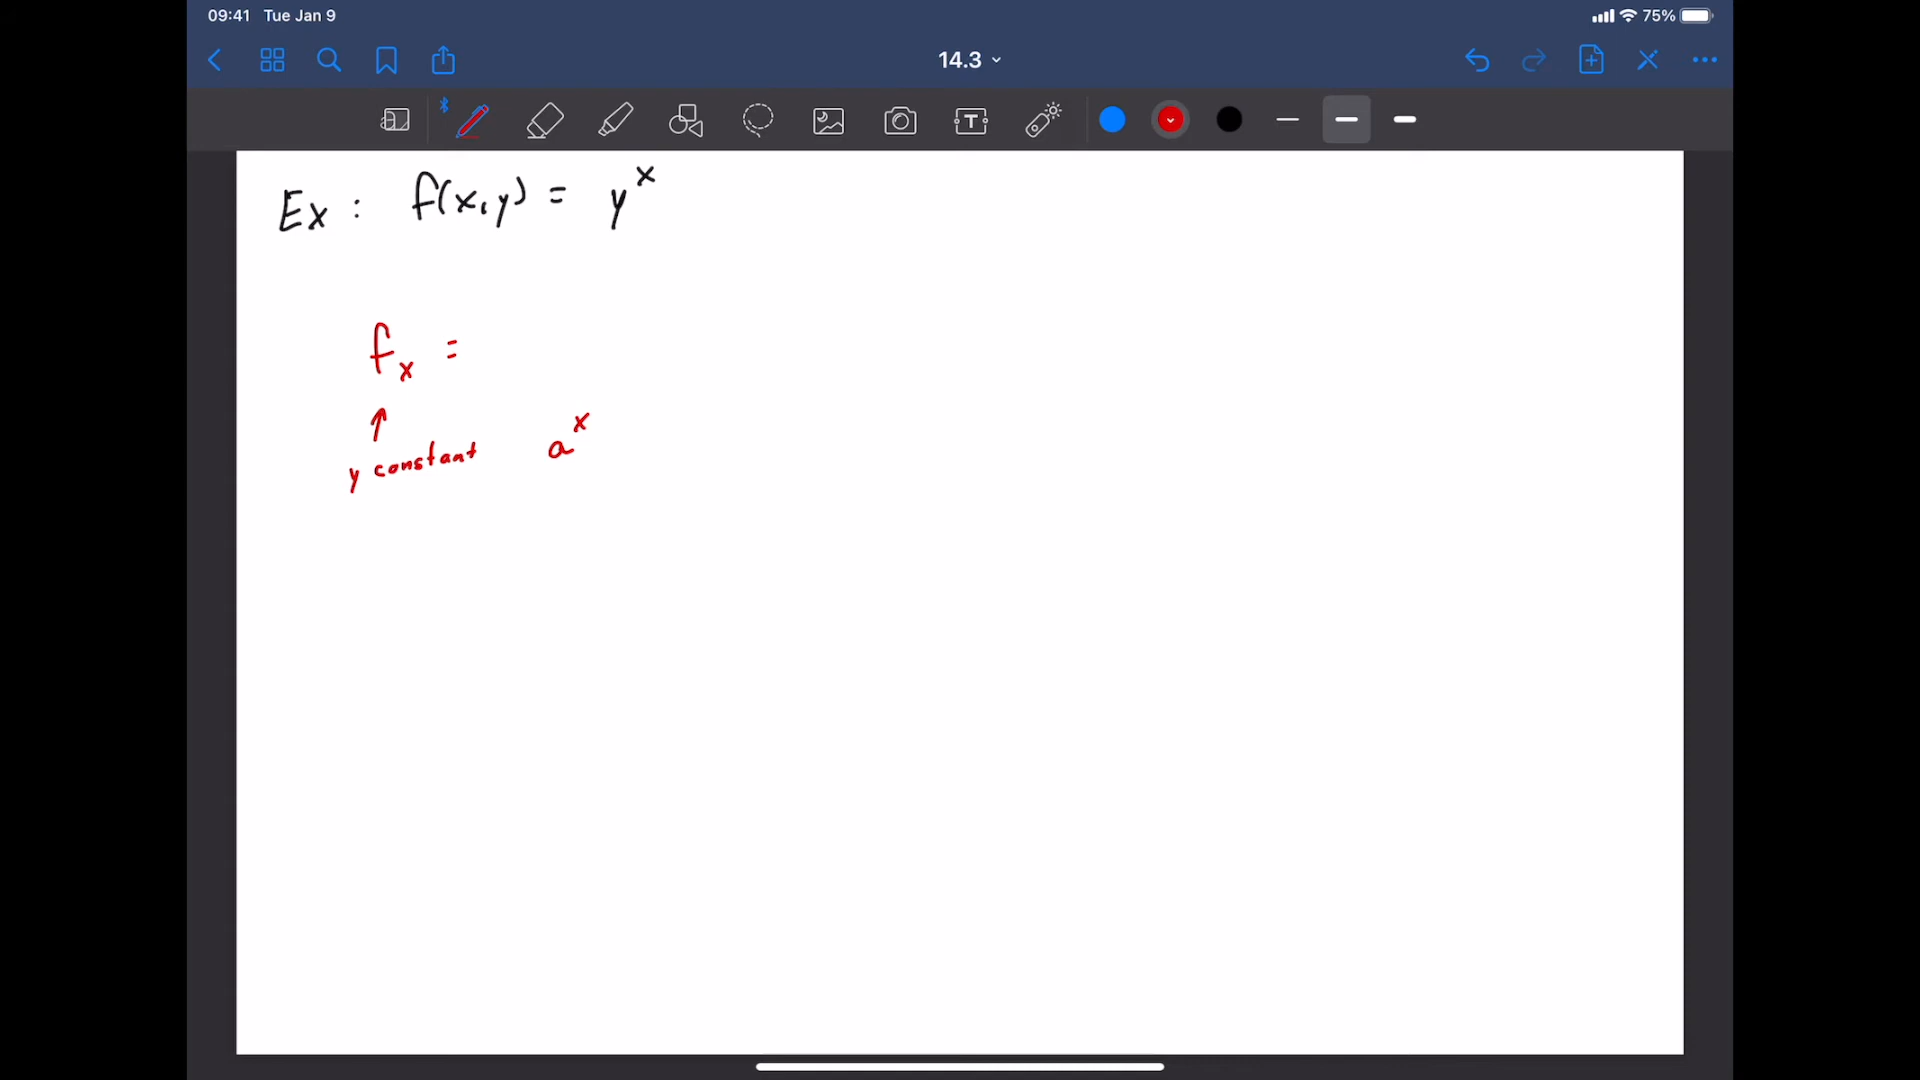 09:41 Tue Jan 9 75%
14.3
Ex : f(x,y) = y^x
f_x =
y constant a^x